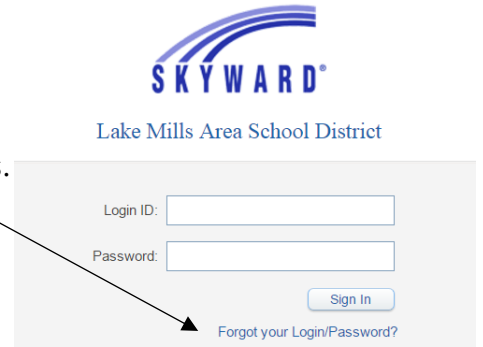 SKYWARD®
Lake Mills Area School District
Login ID:
Password:
Sign In
Forgot your Login/Password?